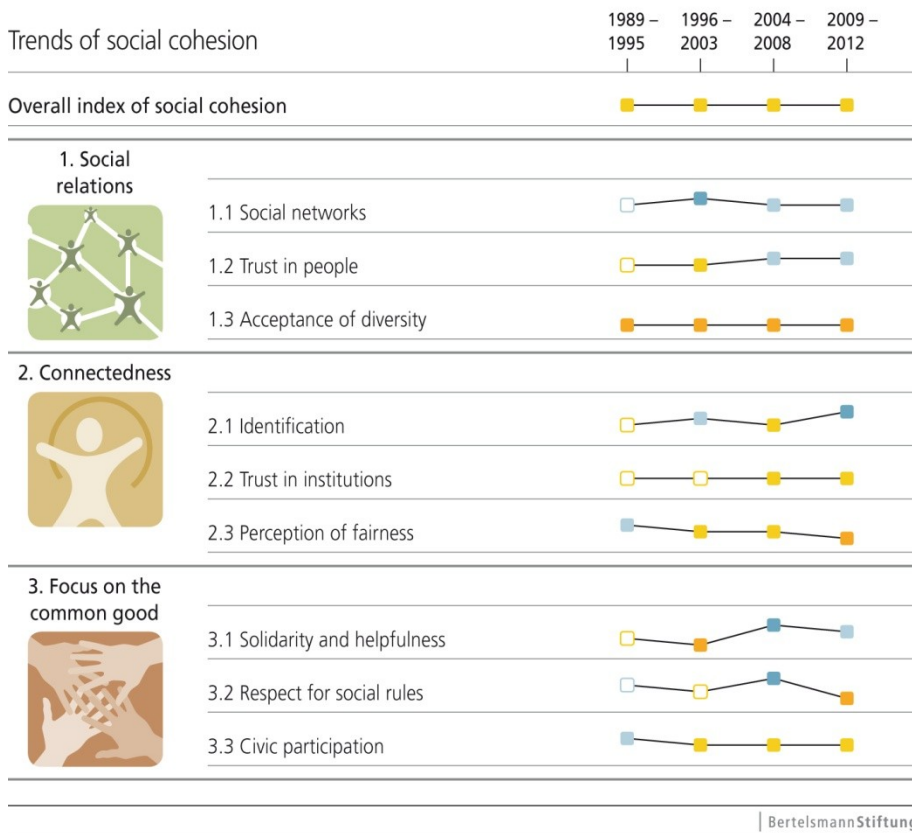 Trends of social cohesion
1989 –
1995
1996 –
2003
2004 –
2008
2009 –
2012
Overall index of social cohesion
1. Social
relations
1.1 Social networks
1.2 Trust in people
1.3 Acceptance of diversity
2. Connectedness
2.1 Identification
2.2 Trust in institutions
2.3 Perception of fairness
3. Focus on the
common good
3.1 Solidarity and helpfulness
3.2 Respect for social rules
3.3 Civic participation
BertelsmannStiftung